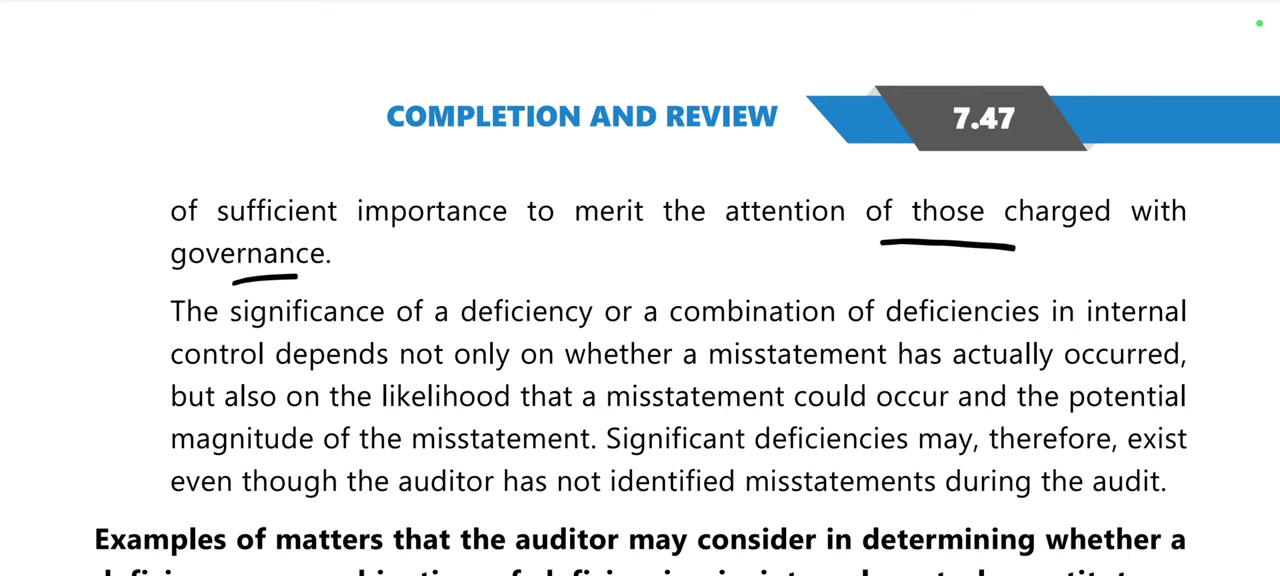 COMPLETION AND REVIEW 7.47
of sufficient importance to merit the attention of those charged with
governance.
The significance of a deficiency or a combination of deficiencies in internal
control depends not only on whether a misstatement has actually occurred,
but also on the likelihood that a misstatement could occur and the potential
magnitude of the misstatement. Significant deficiencies may, therefore, exist
even though the auditor has not identified misstatements during the audit.
Examples of matters that the auditor may consider in determining whether a